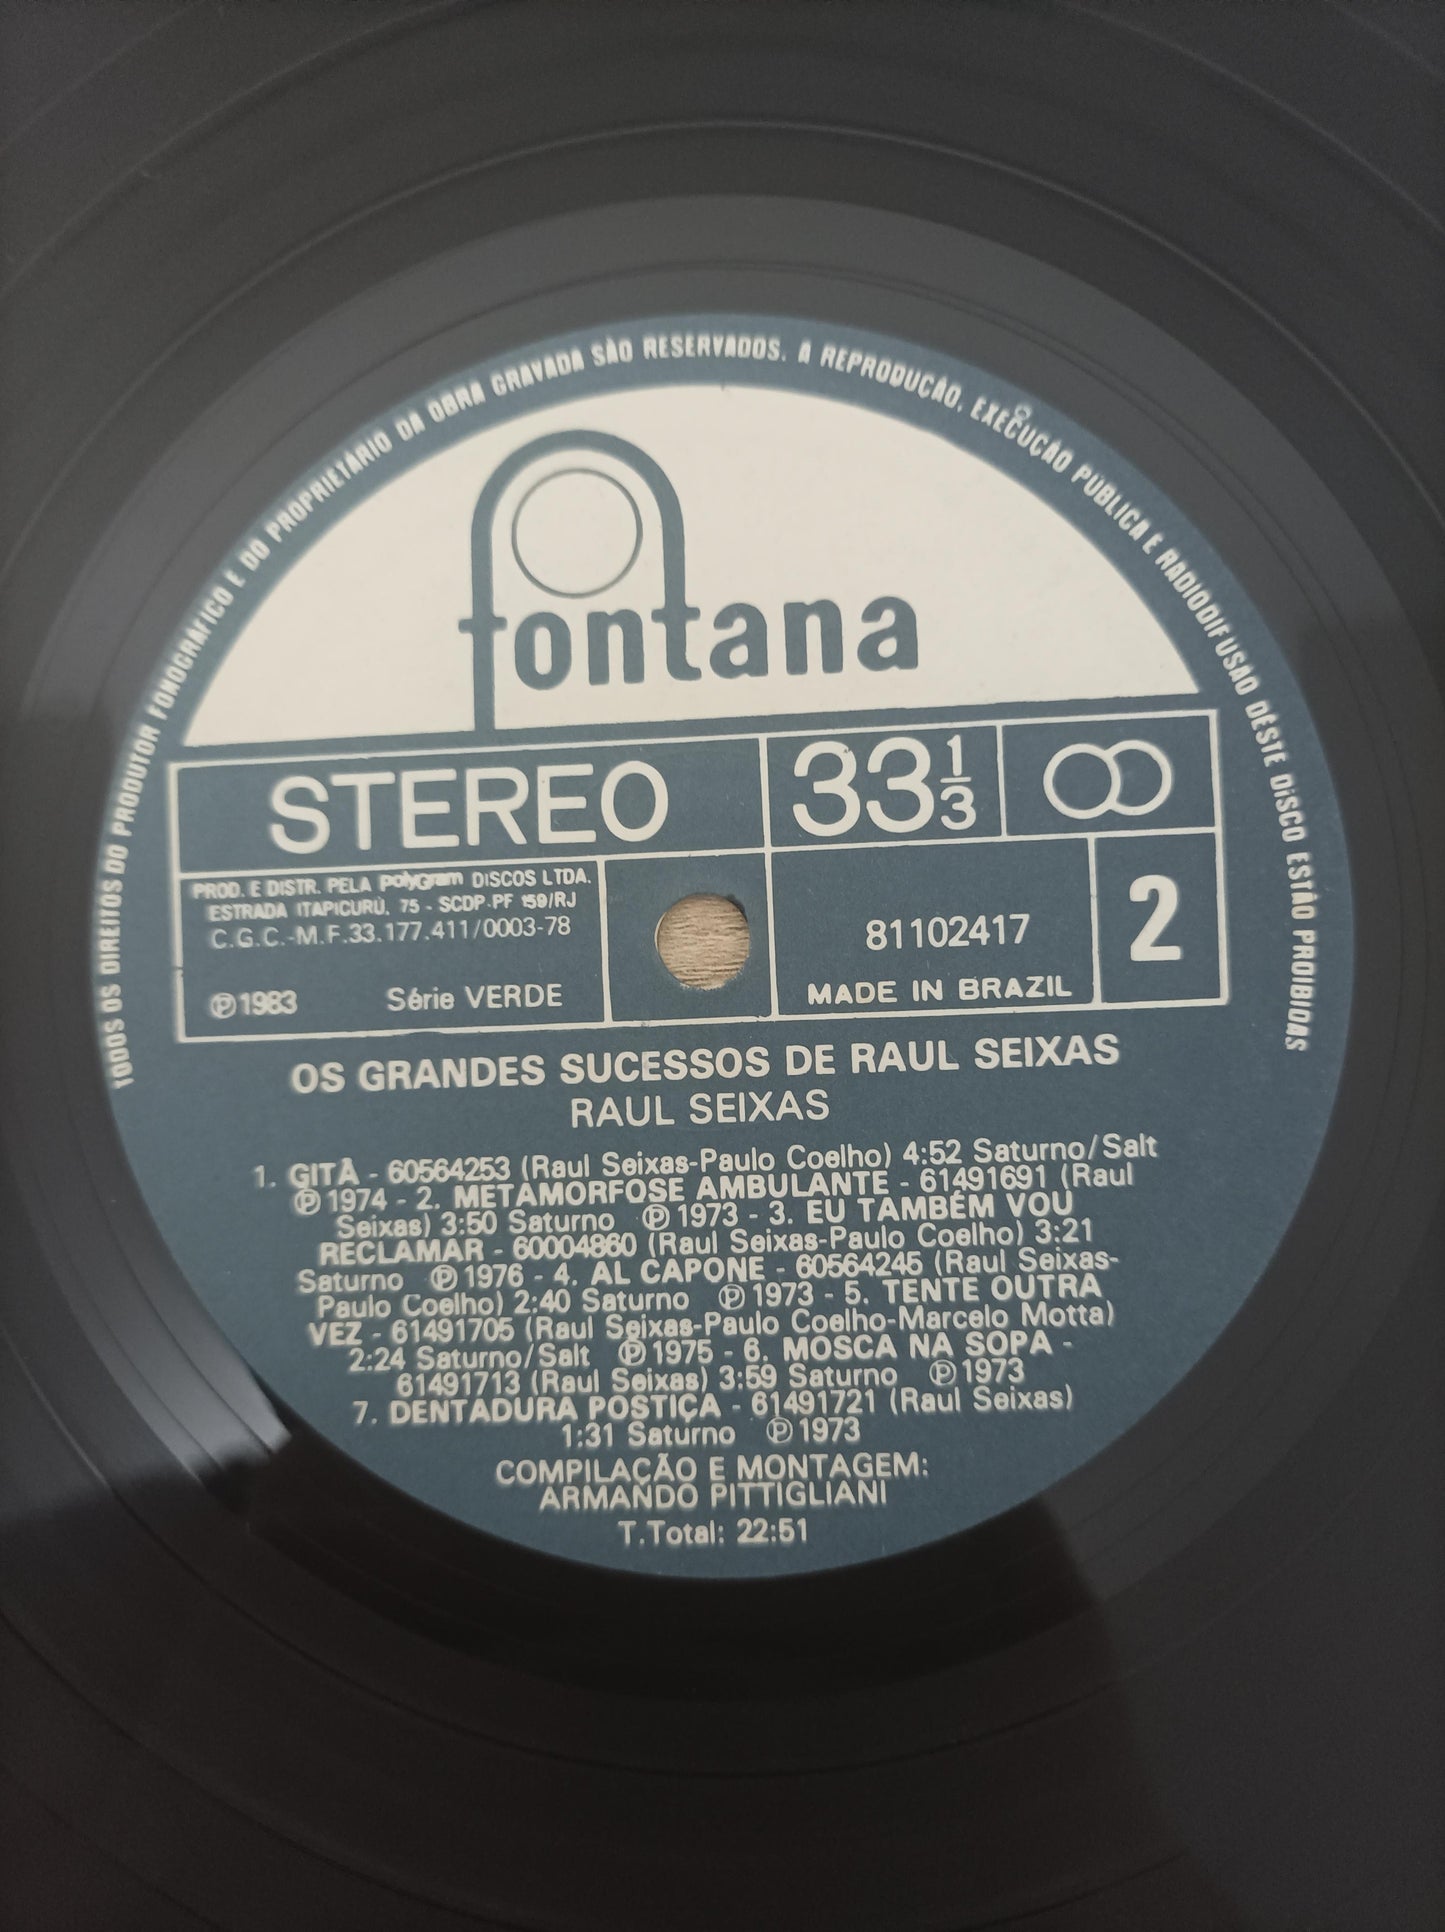 TODOS OS DIREITOS DO PRODUTOR FONOGRÁFICO E DO PROPRIETÁRIO DA OBRA GRAVADA SÃO RESERVADOS. A REPRODUÇÃO, EXECUÇÃO PÚBLICA E RADIODIFUSÃO DESTE DISCO ESTÃO PROIBIDAS
fontana
STEREO
33 1/3
PROD. E DISTR. PELA PolyGram DISCOS LTDA.
ESTRADA ITAPICURU, 75 - SCDP-PF 159/RJ
C.G.C.-M.F.33.177.411/0003-78
℗1983 Série VERDE
81102417
MADE IN BRAZIL
2
OS GRANDES SUCESSOS DE RAUL SEIXAS
RAUL SEIXAS
1. GITÂ - 60564253 (Raul Seixas-Paulo Coelho) 4:52 Saturno/Salt
℗1974 - 2. METAMORFOSE AMBULANTE - 61491691 (Raul
Seixas) 3:50 Saturno ℗1973 - 3. EU TAMBÉM VOU
RECLAMAR - 60004860 (Raul Seixas-Paulo Coelho) 3:21
Saturno ℗1976 - 4. AL CAPONE - 60564245 (Raul Seixas-
Paulo Coelho) 2:40 Saturno ℗1973 - 5. TENTE OUTRA
VEZ - 61491705 (Raul Seixas-Paulo Coelho-Marcelo Motta)
2:24 Saturno/Salt ℗1975 - 6. MOSCA NA SOPA -
61491713 (Raul Seixas) 3:59 Saturno ℗1973
7. DENTADURA POSTIÇA - 61491721 (Raul Seixas)
1:31 Saturno ℗1973
COMPILAÇÃO E MONTAGEM:
ARMANDO PITTIGLIANI
T.Total: 22:51